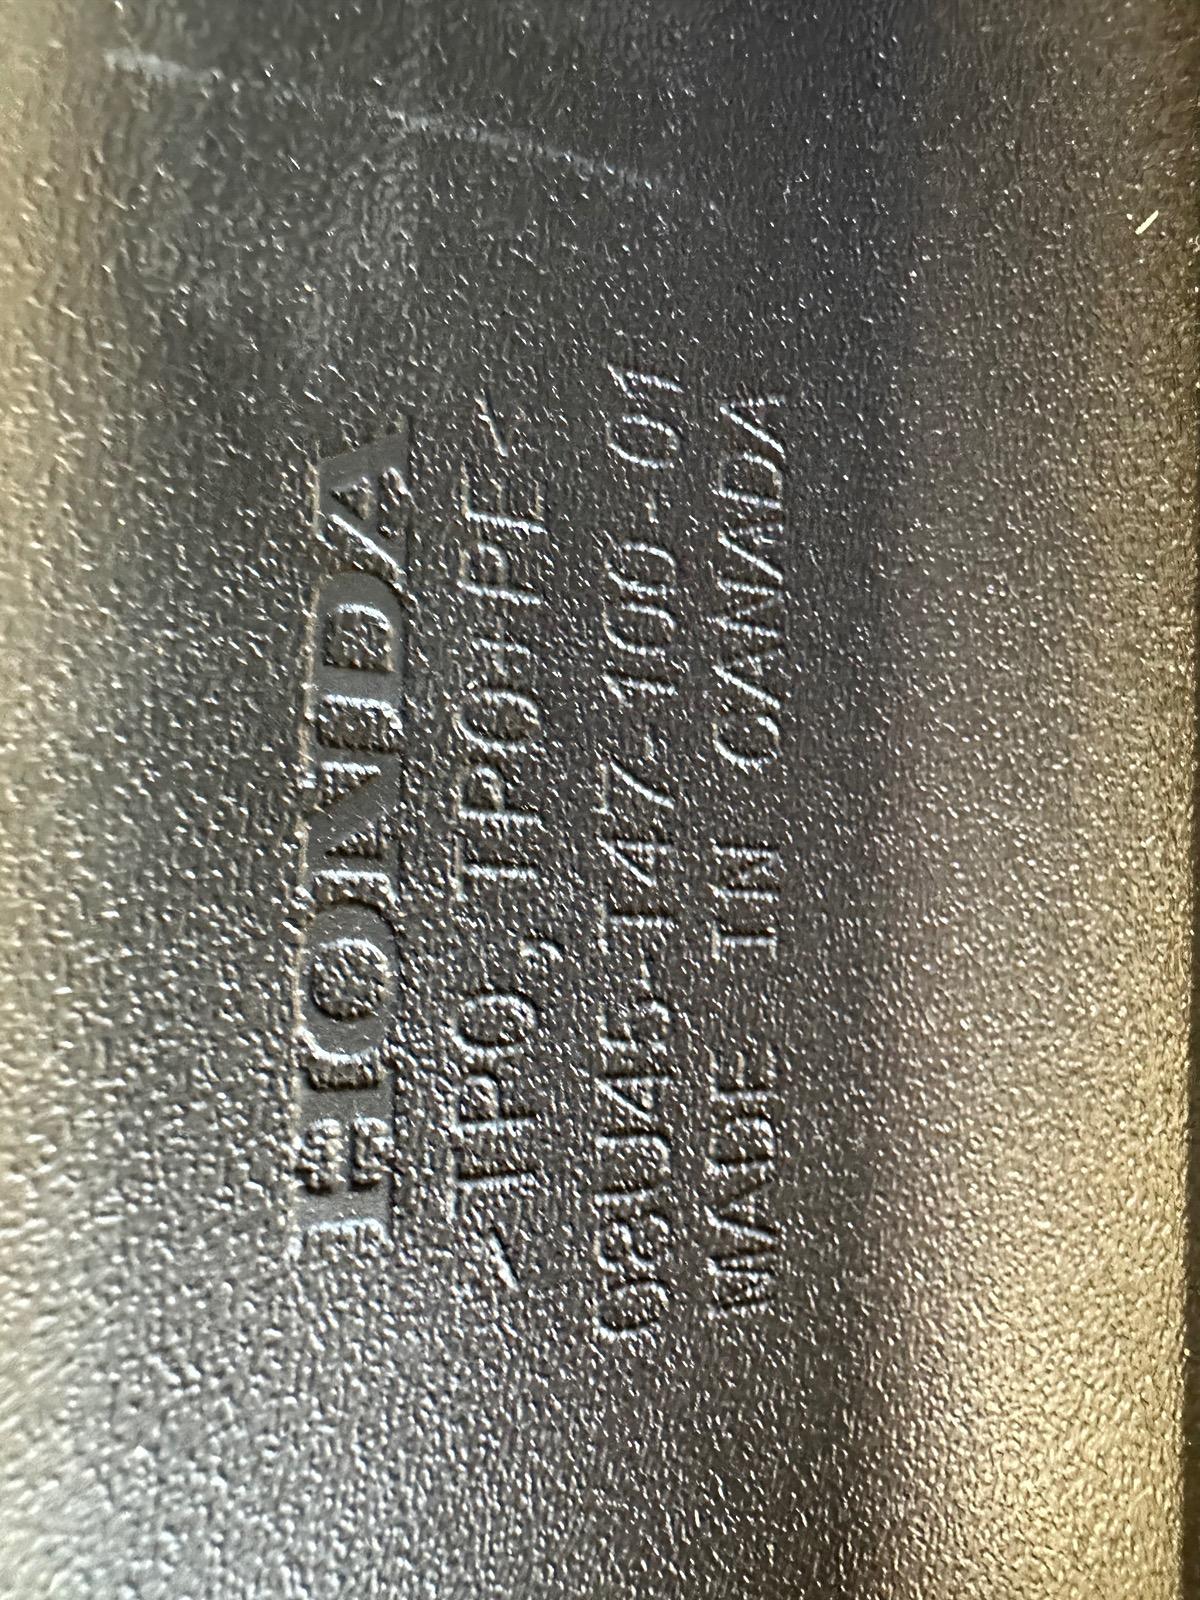 HONDA
>TPO, TPO+PE<
08U45-T47-100-01
MADE IN CANADA